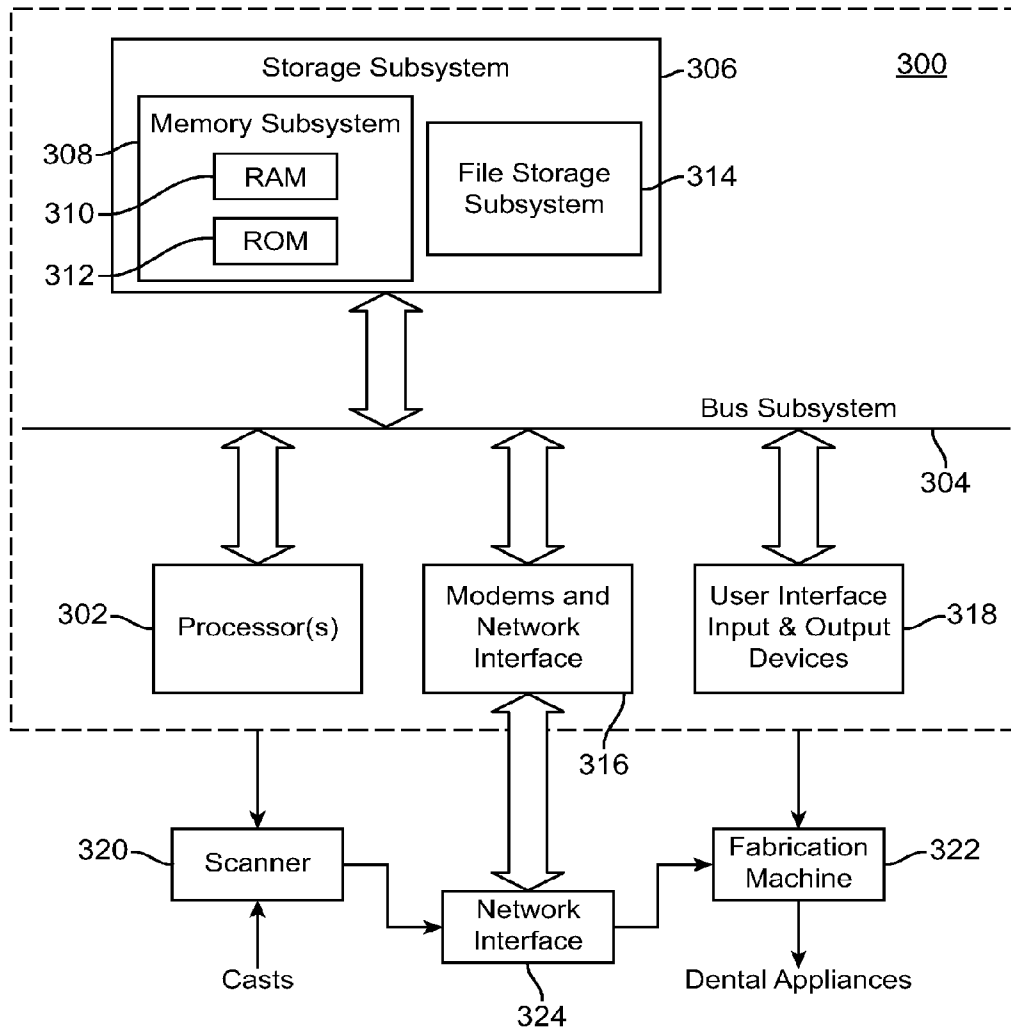 300
Storage Subsystem
306
Memory Subsystem
308
RAM
310
ROM
312
File Storage
Subsystem
314
Bus Subsystem
304
302
Processor(s)
Modems and
Network
Interface
316
User Interface
Input & Output
Devices
318
320
Scanner
Casts
Network
Interface
324
Fabrication
Machine
322
Dental Appliances